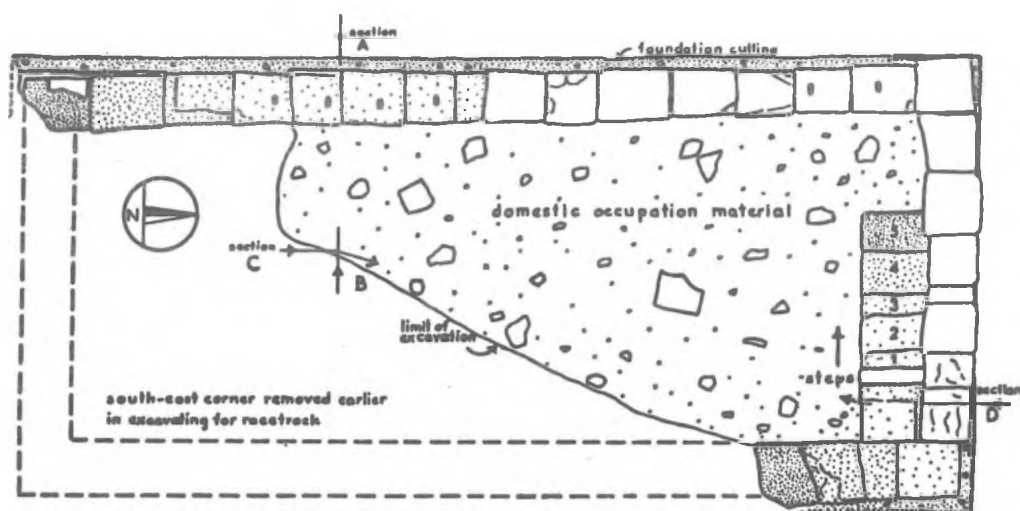 section
A
foundation cutting
N
domestic occupation material
section
C
B
limit of
excavation
5
4
3
2
1
steps
section
D
south-east corner removed earlier
in excavating for racetrack